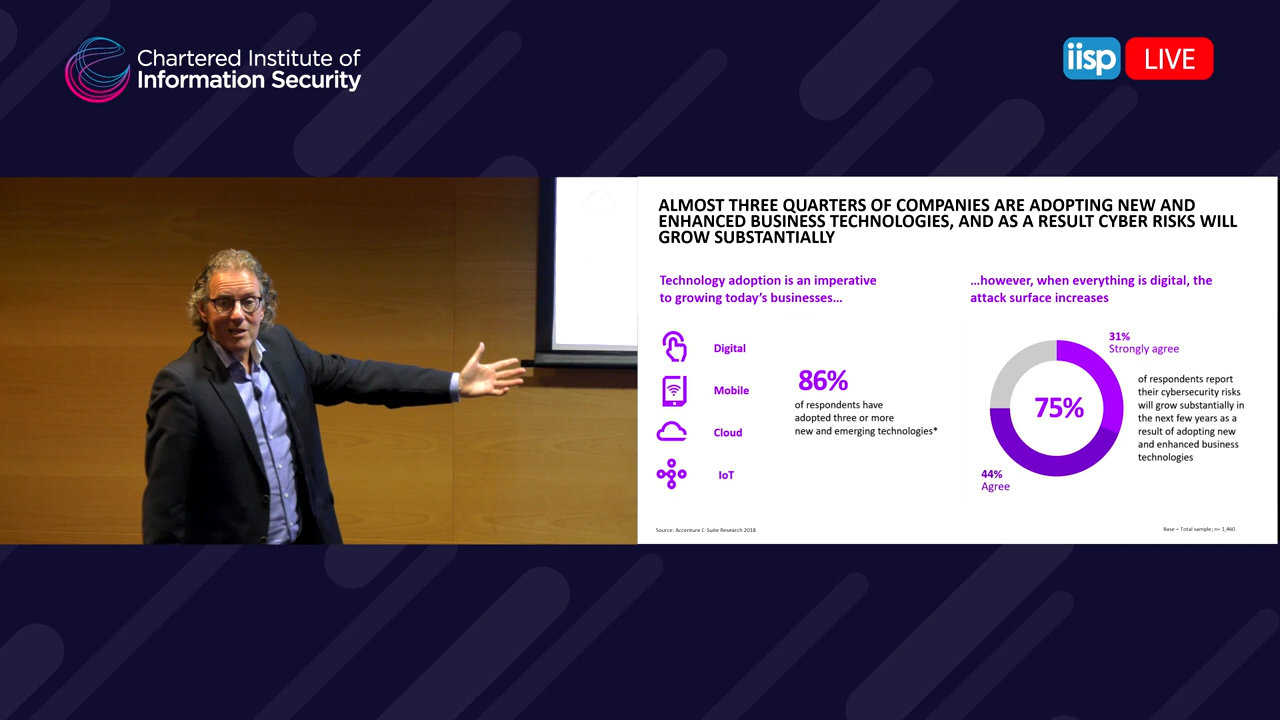 Chartered Institute of
Information Security
iisp
LIVE
ALMOST THREE QUARTERS OF COMPANIES ARE ADOPTING NEW AND
ENHANCED BUSINESS TECHNOLOGIES, AND AS A RESULT CYBER RISKS WILL
GROW SUBSTANTIALLY
Technology adoption is an imperative
to growing today’s businesses…
Digital
Mobile
Cloud
IoT
86%
of respondents have
adopted three or more
new and emerging technologies*
…however, when everything is digital, the
attack surface increases
31%
Strongly agree
75%
44%
Agree
of respondents report
their cybersecurity risks
will grow substantially in
the next few years as a
result of adopting new
and enhanced business
technologies
Source: Accenture C-Suite Research 2018
Base = Total sample; n= 1,460